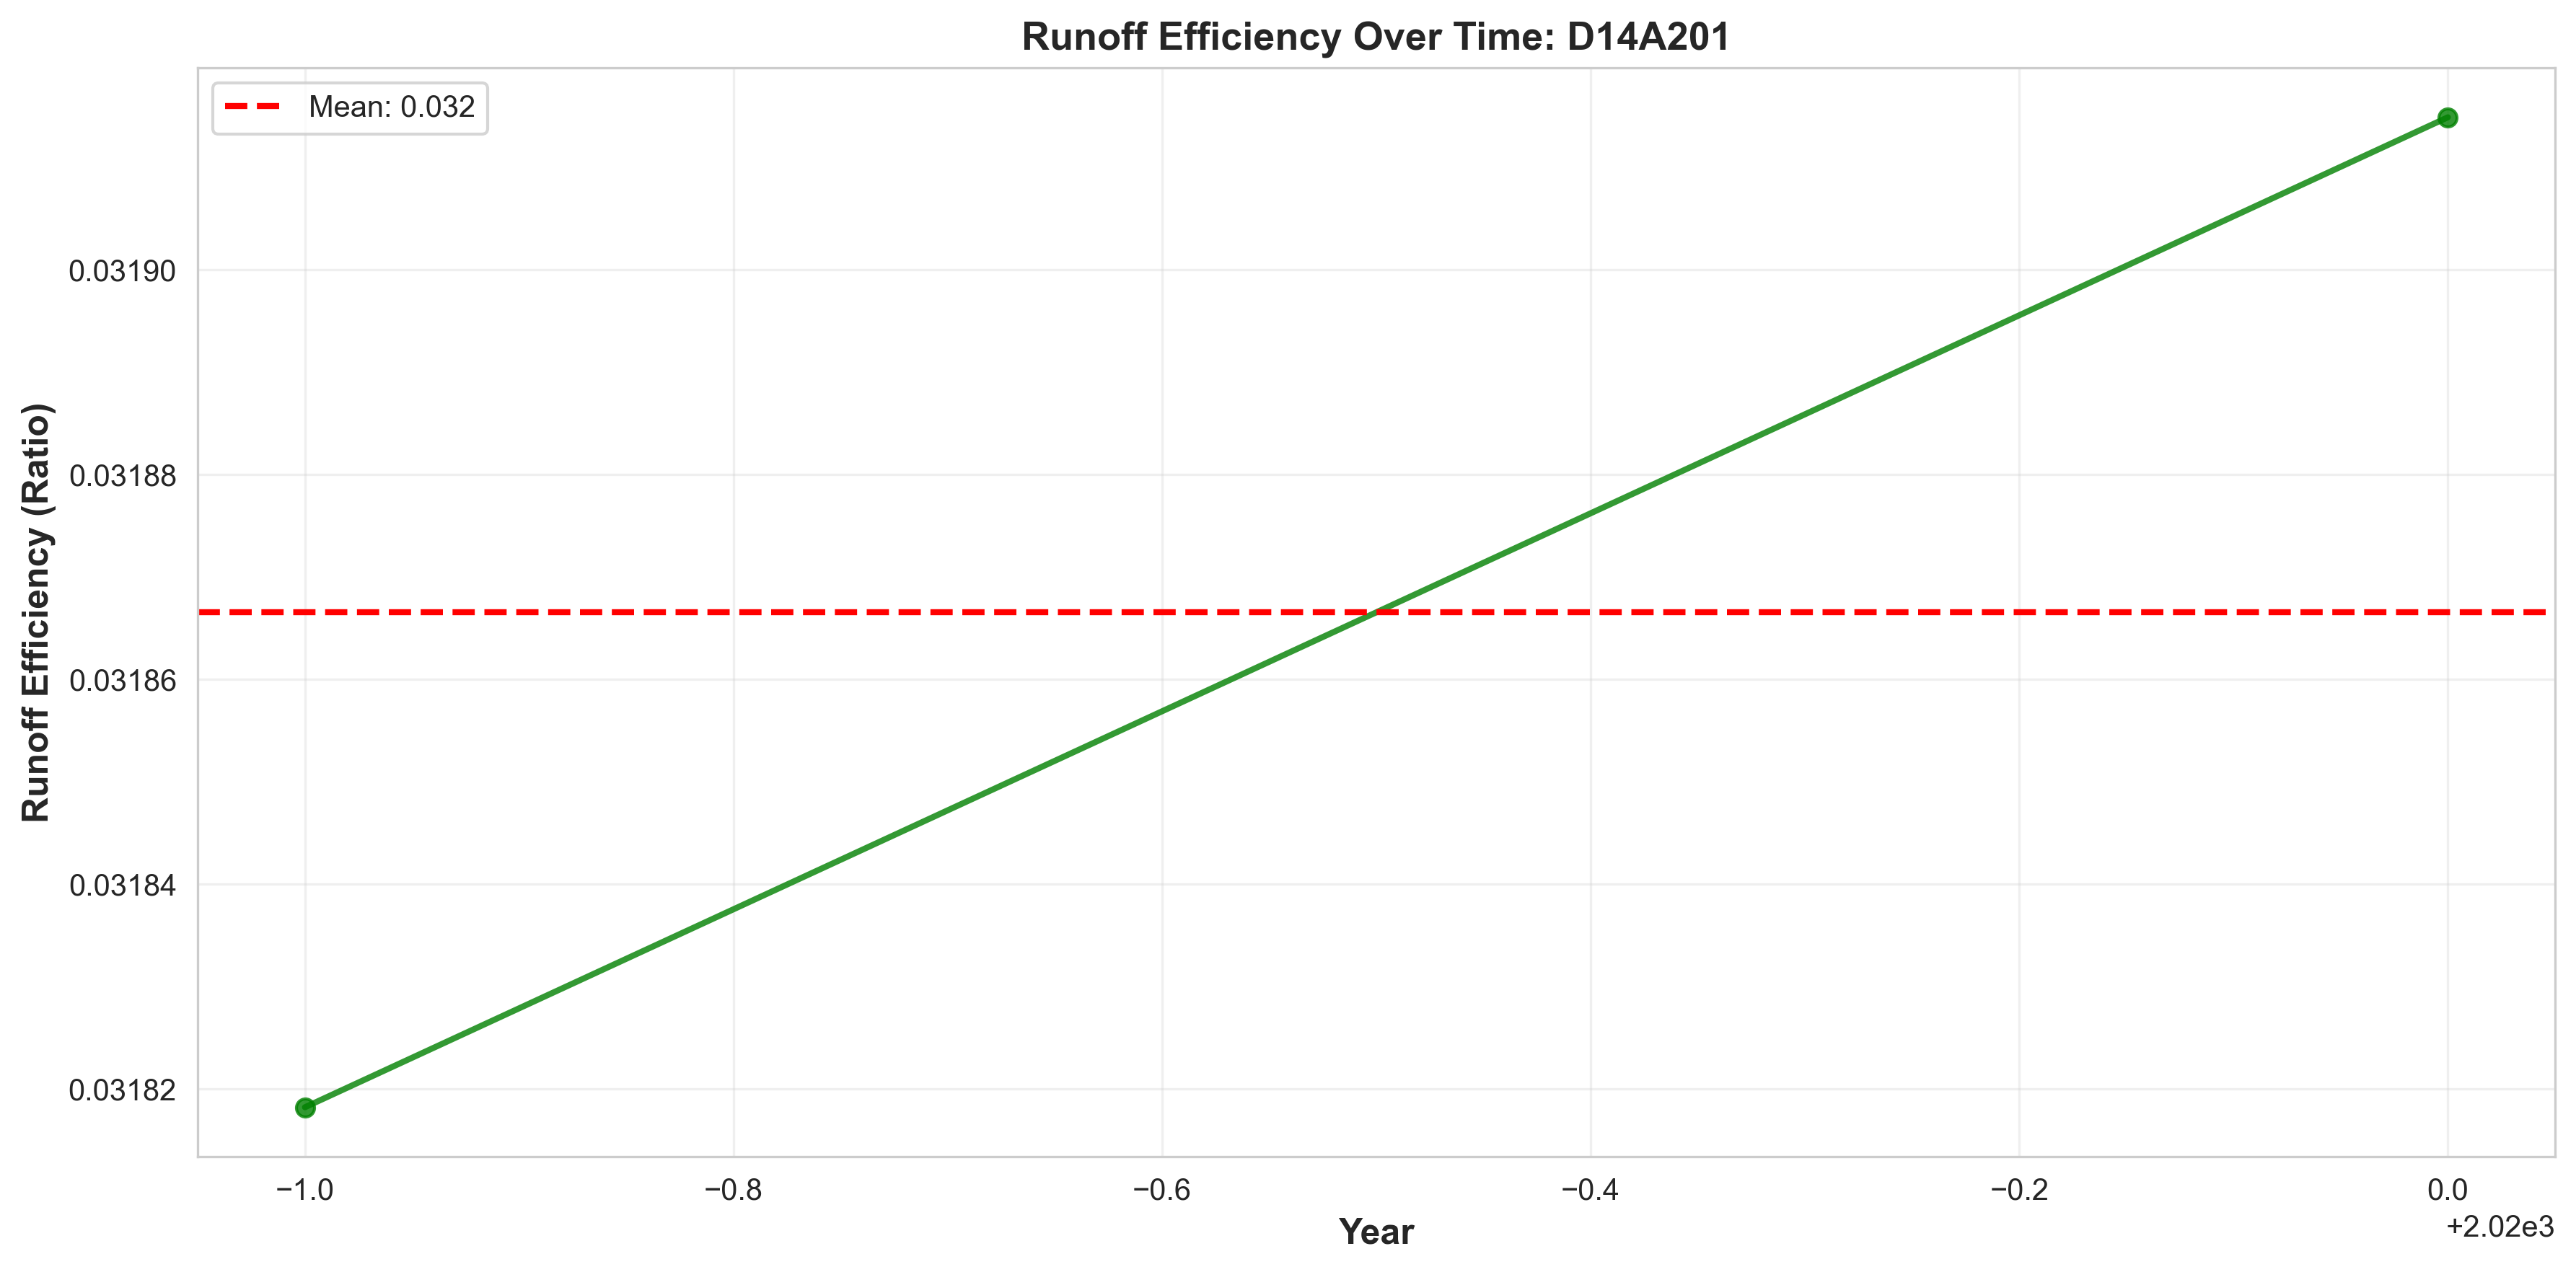 Runoff Efficiency Over Time: D14A201
Mean: 0.032
Runoff Efficiency (Ratio)
0.03190
0.03188
0.03186
0.03184
0.03182
−1.0
−0.8
−0.6
−0.4
−0.2
0.0
+2.02e3
Year